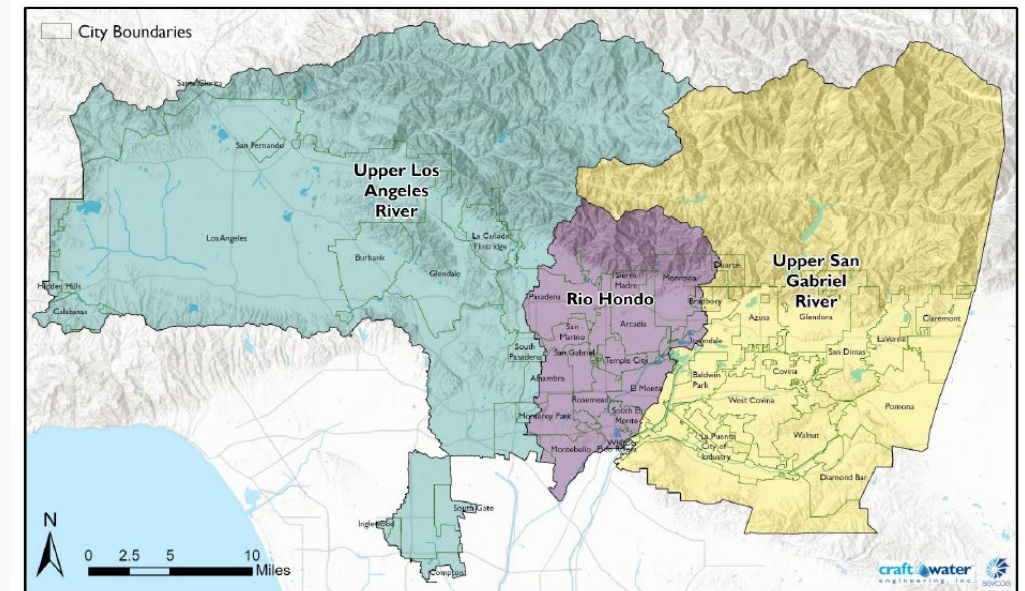 City Boundaries
Santa Clarita
San Fernando
Upper Los
Angeles
River
Los Angeles
La Cañada
Flintridge
Burbank
Glendale
Hidden Hills
Calabasas
Upper San
Gabriel
River
Duarte
Sierra
Madre
Monrovia
Rio Hondo
Pasadena
Bradbury
Arcadia
Azusa
Glendora
Claremont
San
Marino
Irwindale
LaVerne
South
Pasadena
San Gabriel
Temple City
San Dimas
Covina
Baldwin
Park
Alhambra
El Monte
West Covina
Pomona
Rosemead
South El
Monte
Monterey Park
Walnut
La Puente
City of
Industry
Whittier
Montebello
Pico Rivera
Diamond Bar
South Gate
Inglewood
Compton
N
0 2.5 5 10
Miles
craft water
engineering, inc.
SGVCOG